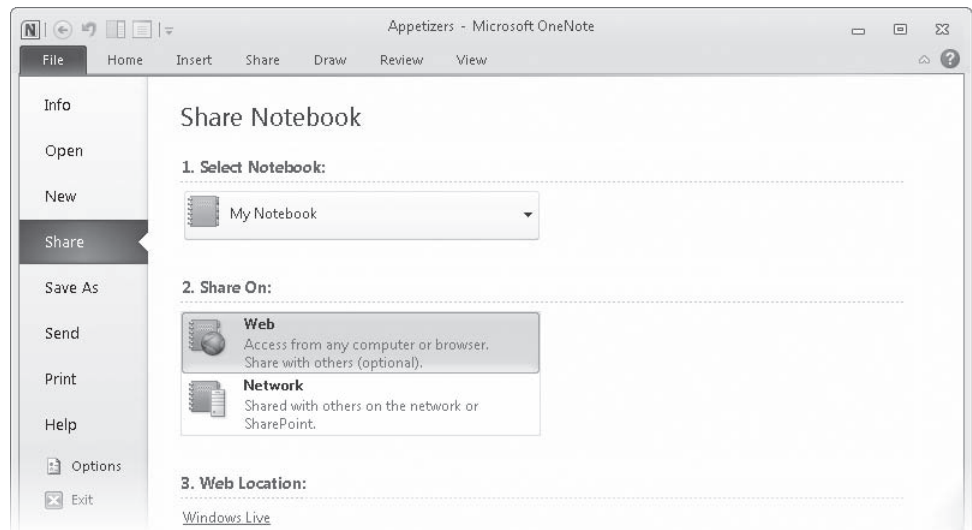 Appetizers - Microsoft OneNote
File Home Insert Share Draw Review View
Info
Open
New
Share
Save As
Send
Print
Help
Options
Exit
Share Notebook
1. Select Notebook:
My Notebook
2. Share On:
Web
Access from any computer or browser.
Share with others (optional).
Network
Shared with others on the network or
SharePoint.
3. Web Location:
Windows Live